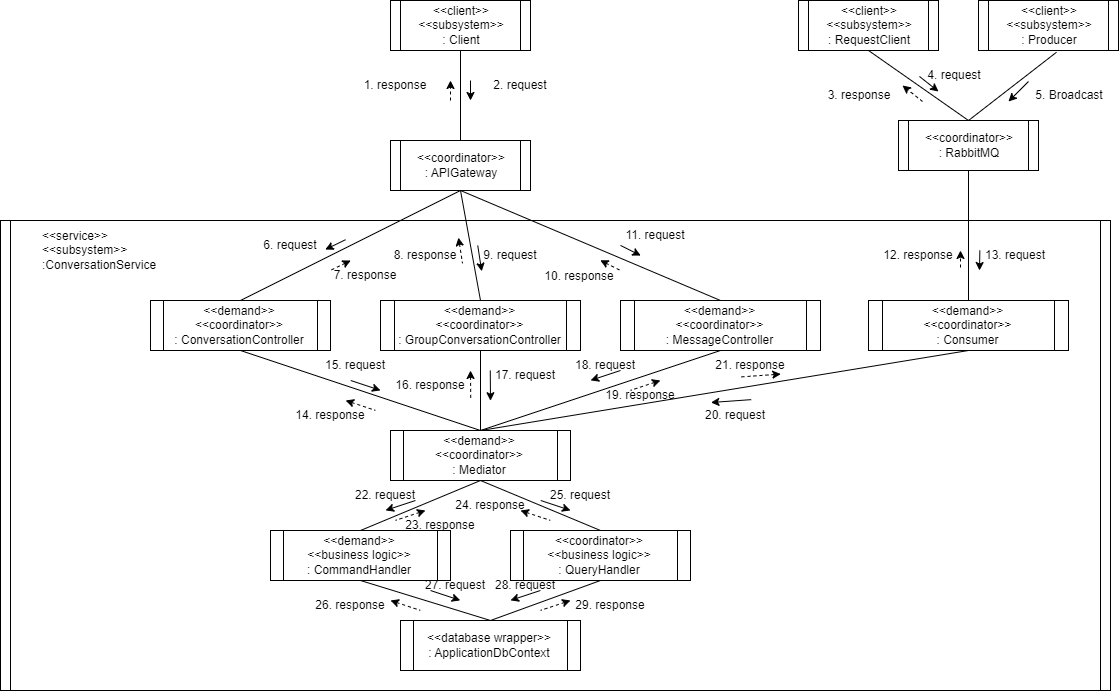 <<client>>
<<subsystem>>
: Client
<<client>>
<<subsystem>>
: RequestClient
<<client>>
<<subsystem>>
: Producer
1. response
2. request
3. response
4. request
5. Broadcast
<<coordinator>>
: APIGateway
<<coordinator>>
: RabbitMQ
<<service>>
<<subsystem>>
:ConversationService
6. request
7. response
8. response
9. request
10. response
11. request
12. response
13. request
<<demand>>
<<coordinator>>
: ConversationController
<<demand>>
<<coordinator>>
: GroupConversationController
<<demand>>
<<coordinator>>
: MessageController
<<demand>>
<<coordinator>>
: Consumer
15. request
14. response
16. response
17. request
18. request
19. response
21. response
20. request
<<demand>>
<<coordinator>>
: Mediator
22. request
23. response
24. response
25. request
<<demand>>
<<business logic>>
: CommandHandler
<<coordinator>>
<<business logic>>
: QueryHandler
27. request
28. request
26. response
29. response
<<database wrapper>>
: ApplicationDbContext